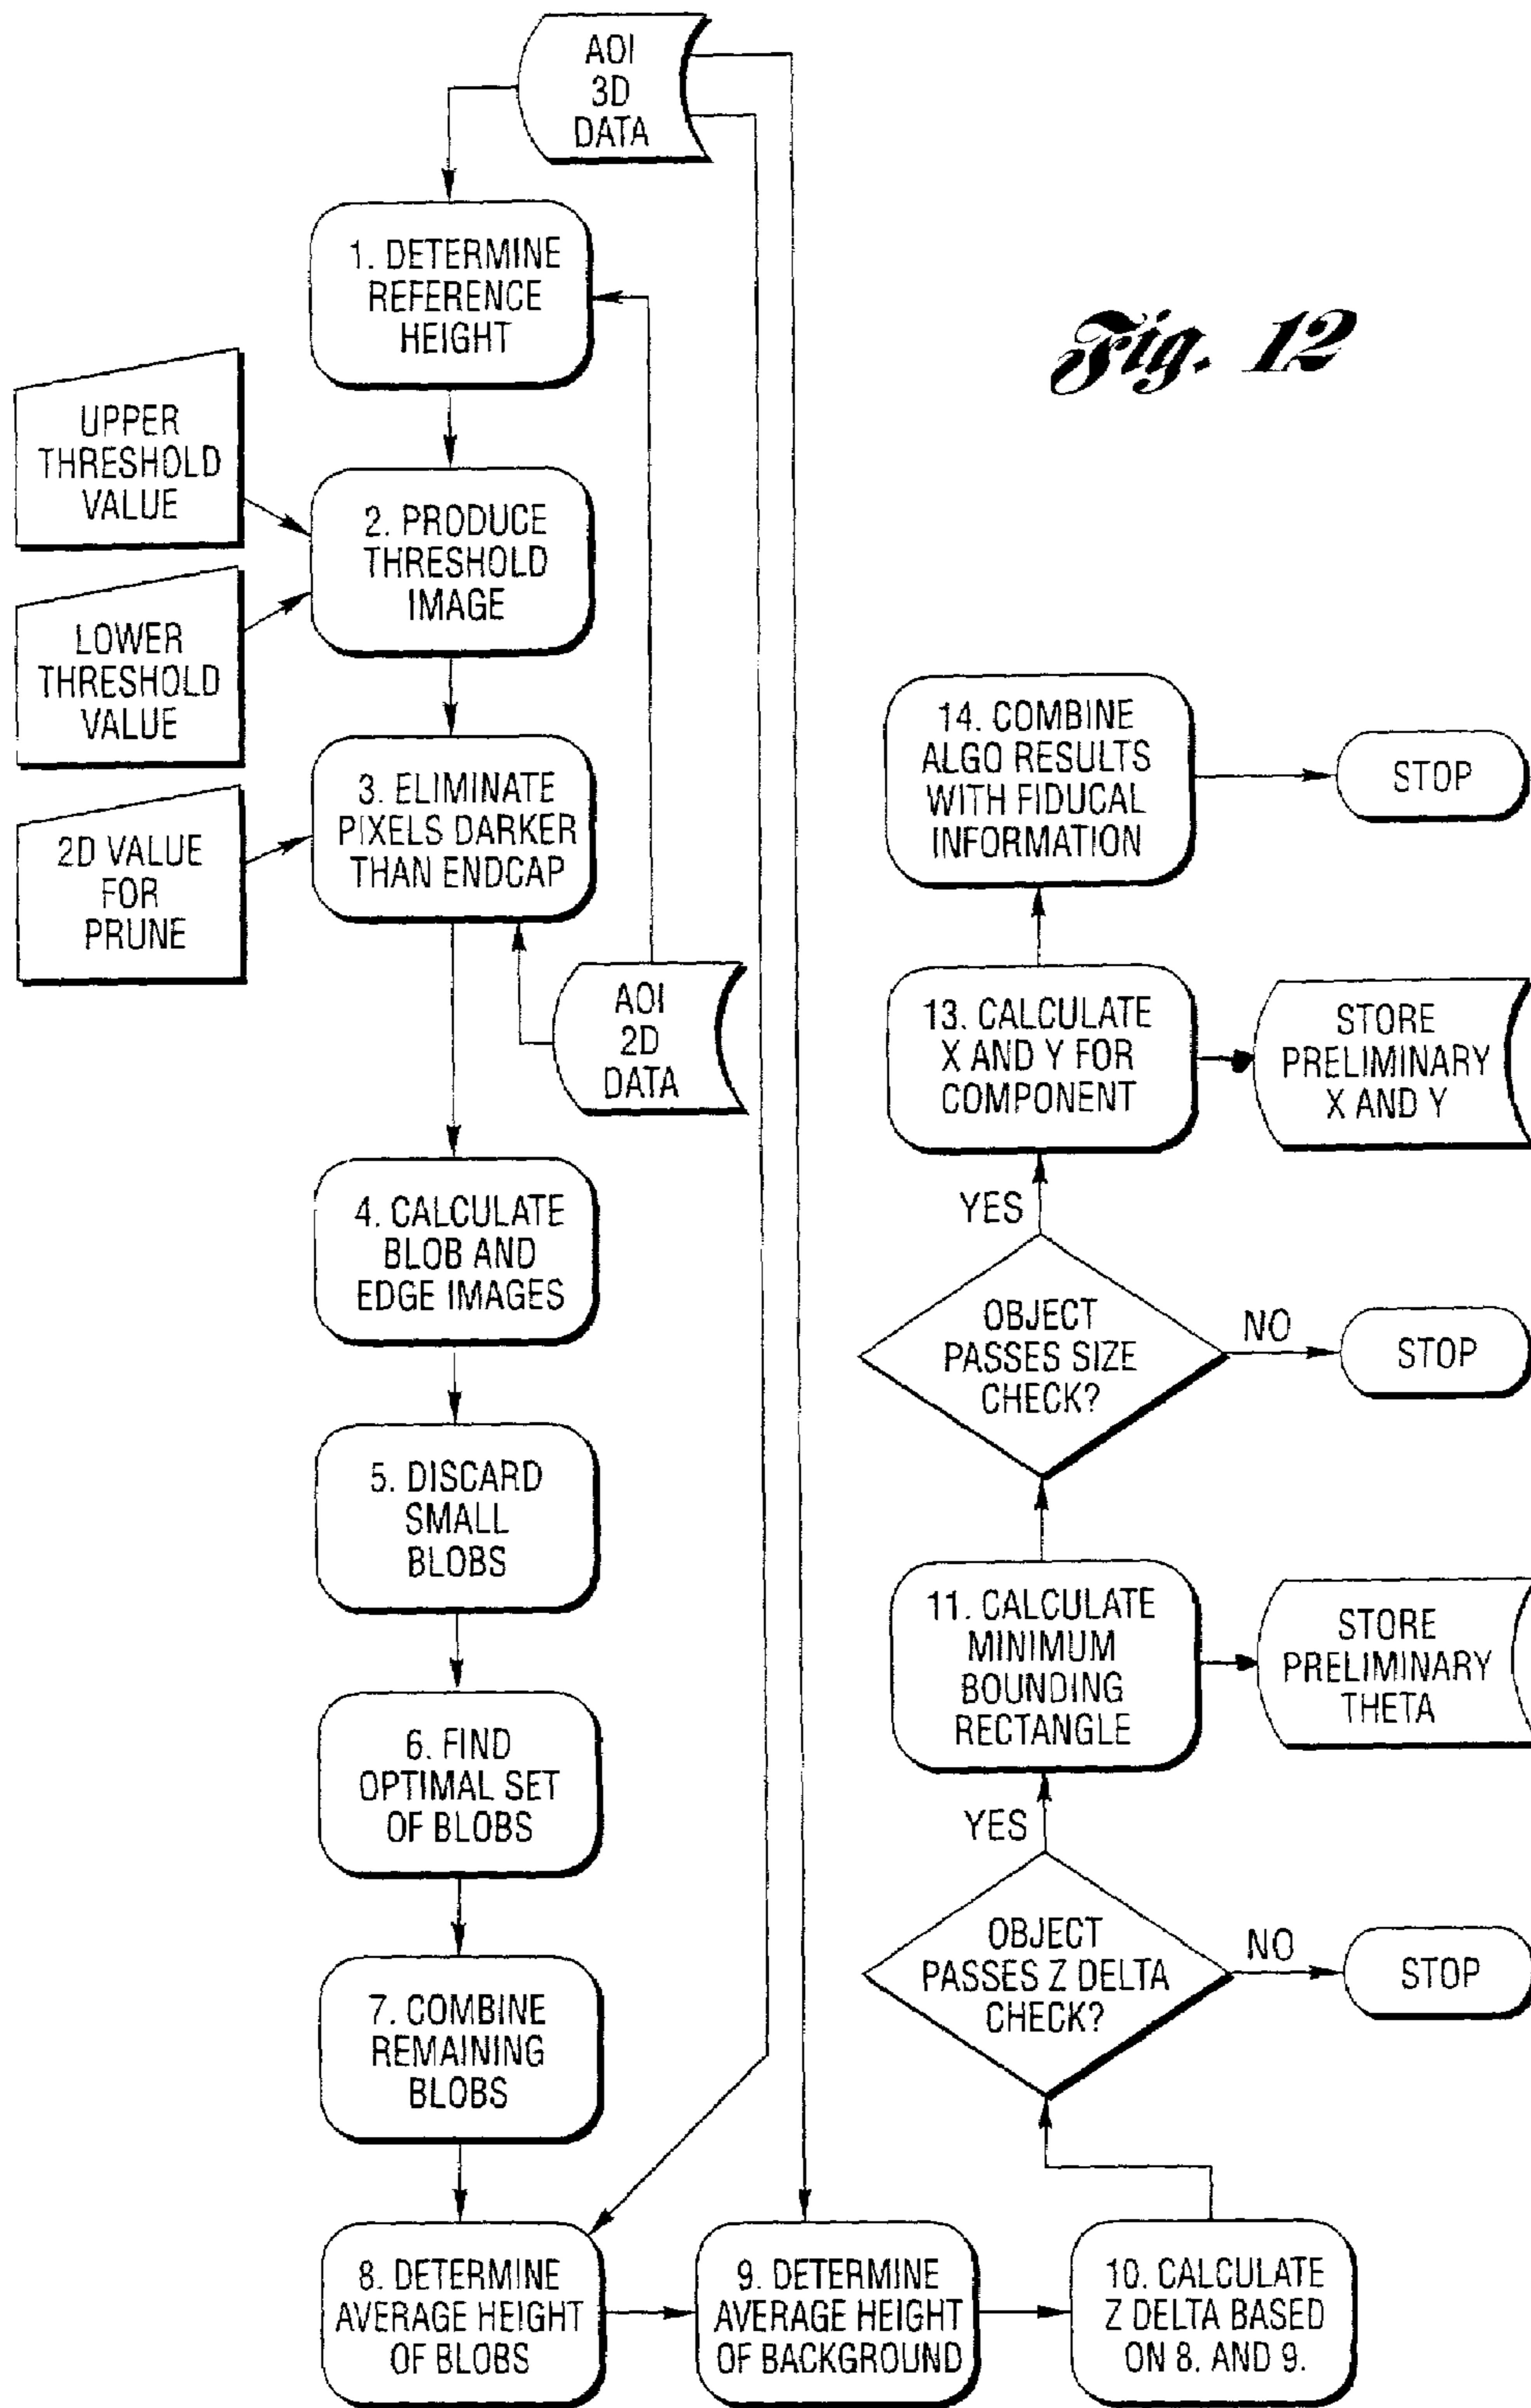 AOI
3D
DATA
1. DETERMINE
REFERENCE
HEIGHT
Fig. 12
UPPER
THRESHOLD
VALUE
2. PRODUCE
THRESHOLD
IMAGE
LOWER
THRESHOLD
VALUE
3. ELIMINATE
PIXELS DARKER
THAN ENDCAP
2D VALUE
FOR
PRUNE
AOI
2D
DATA
4. CALCULATE
BLOB AND
EDGE IMAGES
5. DISCARD
SMALL
BLOBS
6. FIND
OPTIMAL SET
OF BLOBS
7. COMBINE
REMAINING
BLOBS
8. DETERMINE
AVERAGE HEIGHT
OF BLOBS
9. DETERMINE
AVERAGE HEIGHT
OF BACKGROUND
10. CALCULATE
Z DELTA BASED
ON 8. AND 9.
OBJECT
PASSES Z DELTA
CHECK?
NO
STOP
YES
11. CALCULATE
MINIMUM
BOUNDING
RECTANGLE
STORE
PRELIMINARY
THETA
OBJECT
PASSES SIZE
CHECK?
NO
STOP
YES
13. CALCULATE
X AND Y FOR
COMPONENT
STORE
PRELIMINARY
X AND Y
14. COMBINE
ALGO RESULTS
WITH FIDUCAL
INFORMATION
STOP